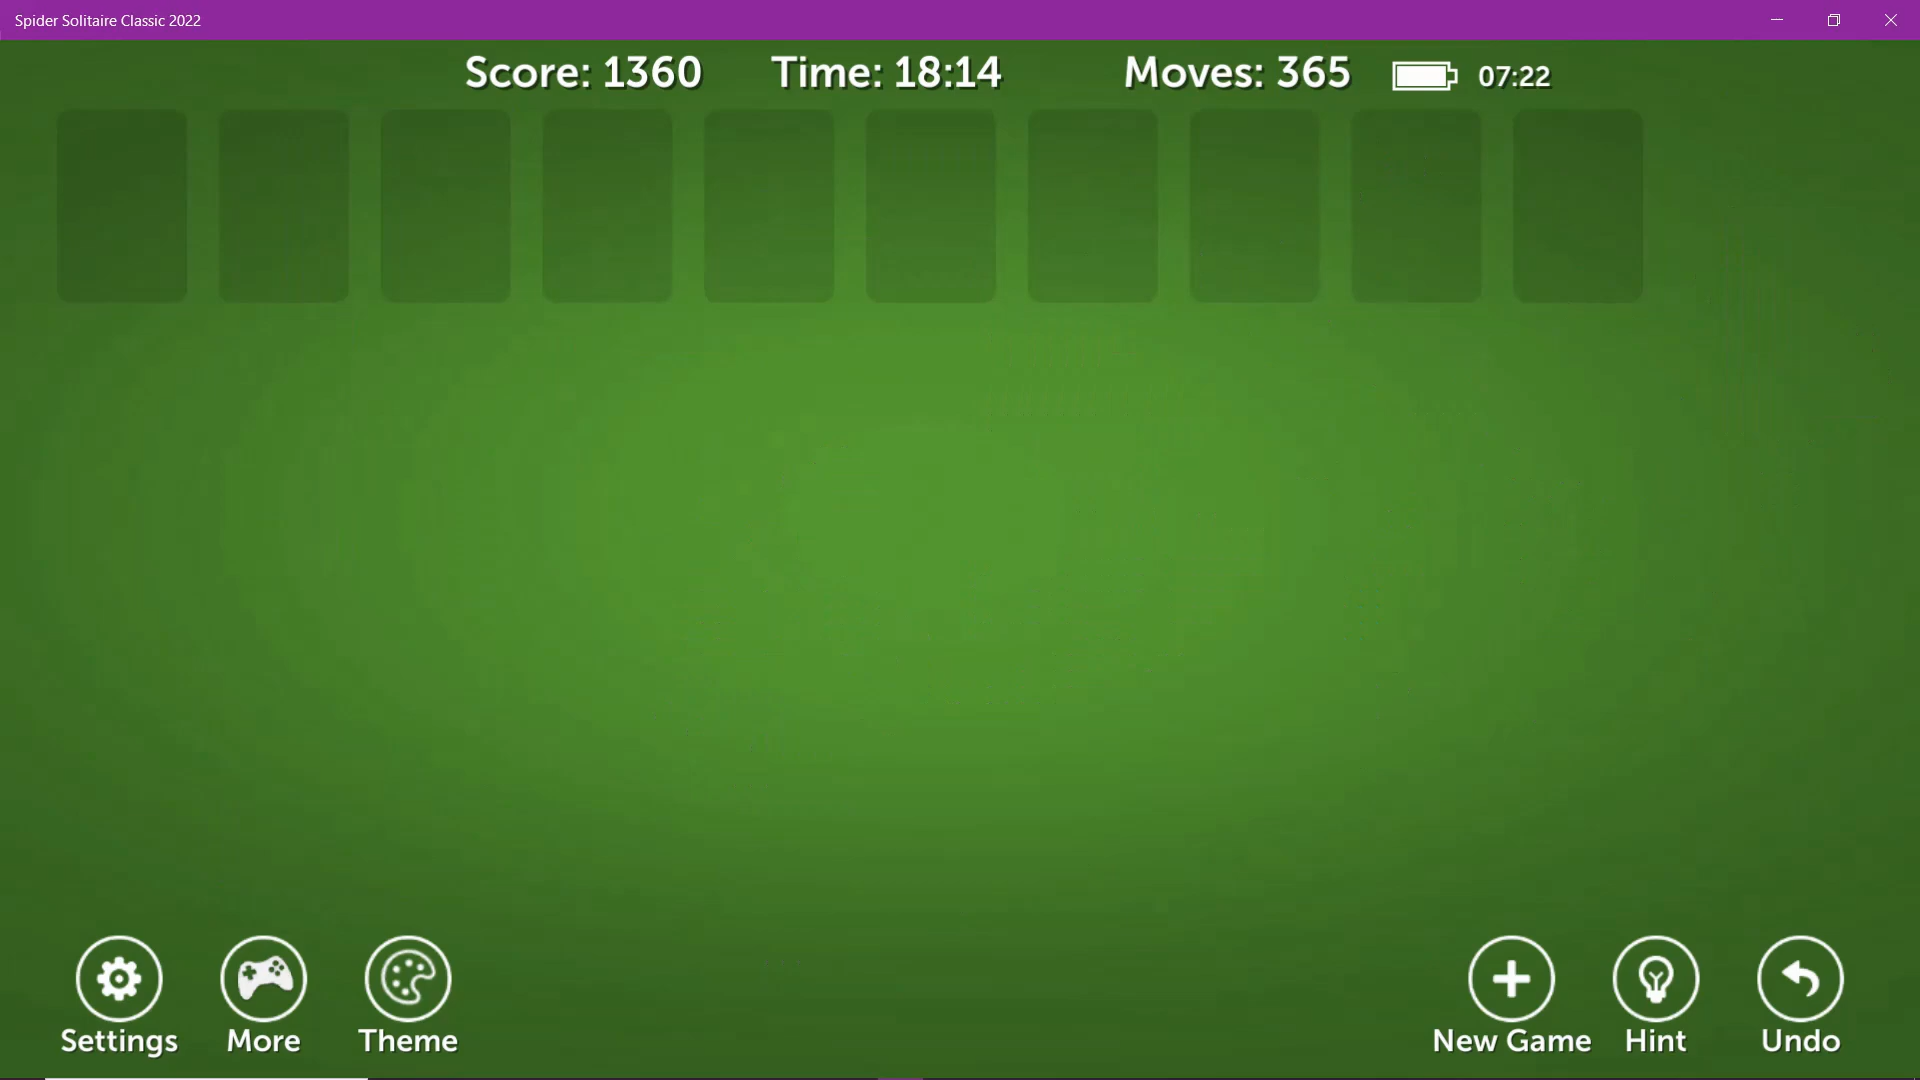 Spider Solitaire Classic 2022
Score: 1360 Time: 18:14 Moves: 365 07:22
Settings More Theme New Game Hint Undo